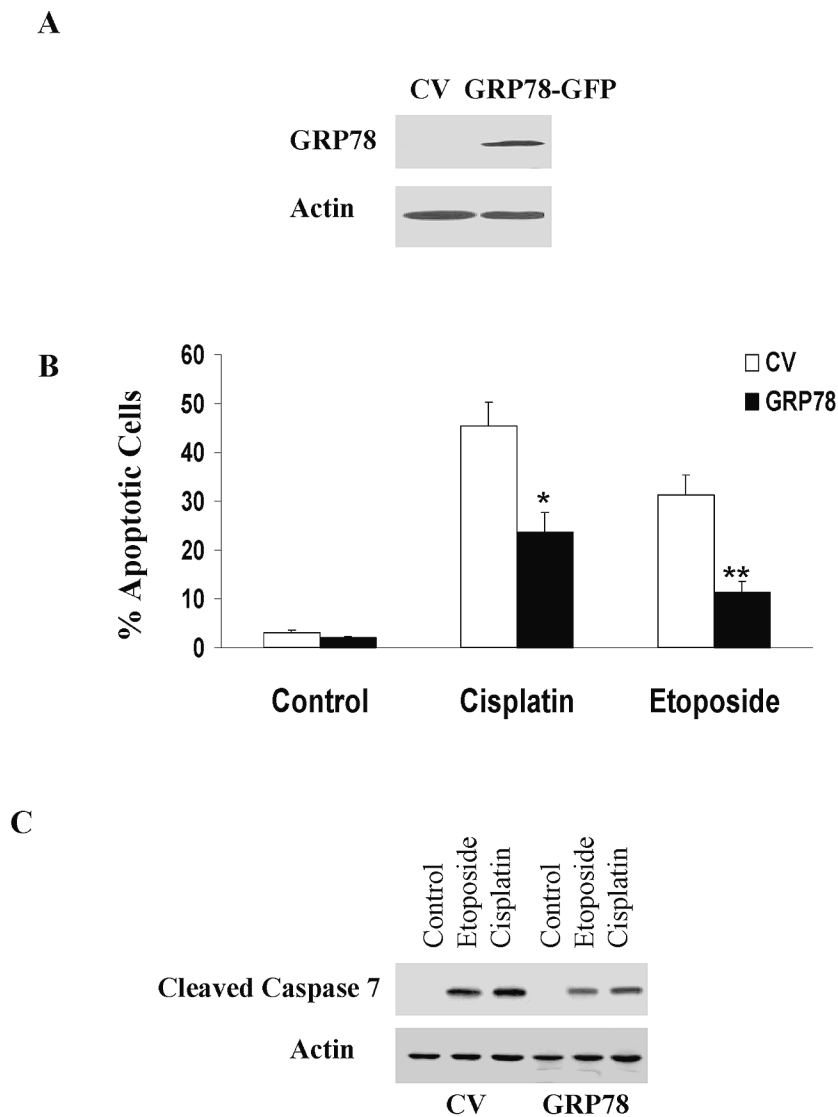 A
CV GRP78-GFP
GRP78
Actin
B
60
50
40
30
20
10
0
% Apoptotic Cells
CV
GRP78
*
**
Control Cisplatin Etoposide
C
Control Etoposide Cisplatin Control Etoposide Cisplatin
Cleaved Caspase 7
Actin
CV GRP78